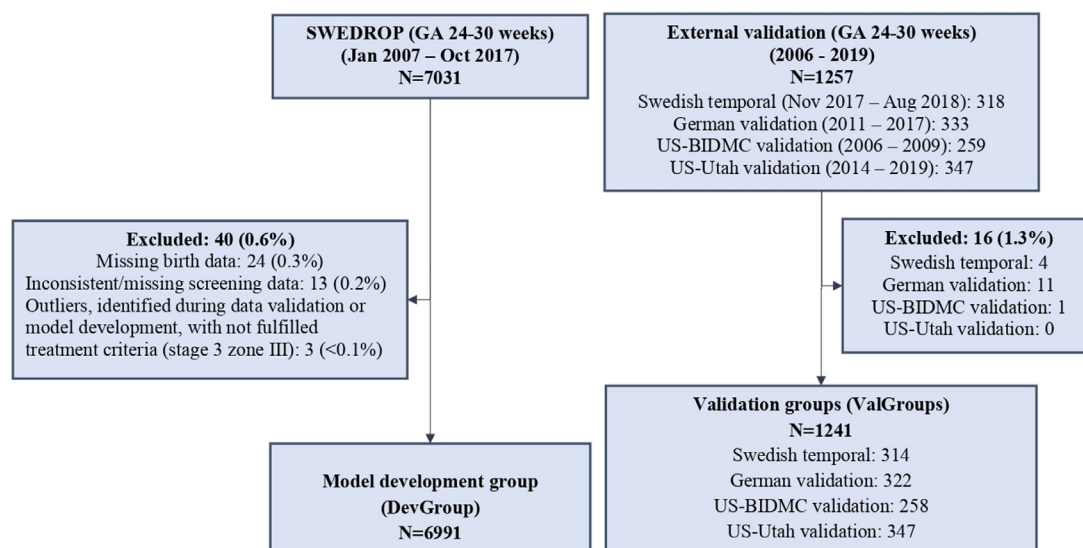 SWEDROP (GA 24-30 weeks)
(Jan 2007 – Oct 2017)
N=7031
External validation (GA 24-30 weeks)
(2006 - 2019)
N=1257
Swedish temporal (Nov 2017 – Aug 2018): 318
German validation (2011 – 2017): 333
US-BIDMC validation (2006 – 2009): 259
US-Utah validation (2014 – 2019): 347
Excluded: 40 (0.6%)
Missing birth data: 24 (0.3%)
Inconsistent/missing screening data: 13 (0.2%)
Outliers, identified during data validation or
model development, with not fulfilled
treatment criteria (stage 3 zone III): 3 (<0.1%)
Excluded: 16 (1.3%)
Swedish temporal: 4
German validation: 11
US-BIDMC validation: 1
US-Utah validation: 0
Model development group
(DevGroup)
N=6991
Validation groups (ValGroups)
N=1241
Swedish temporal: 314
German validation: 322
US-BIDMC validation: 258
US-Utah validation: 347